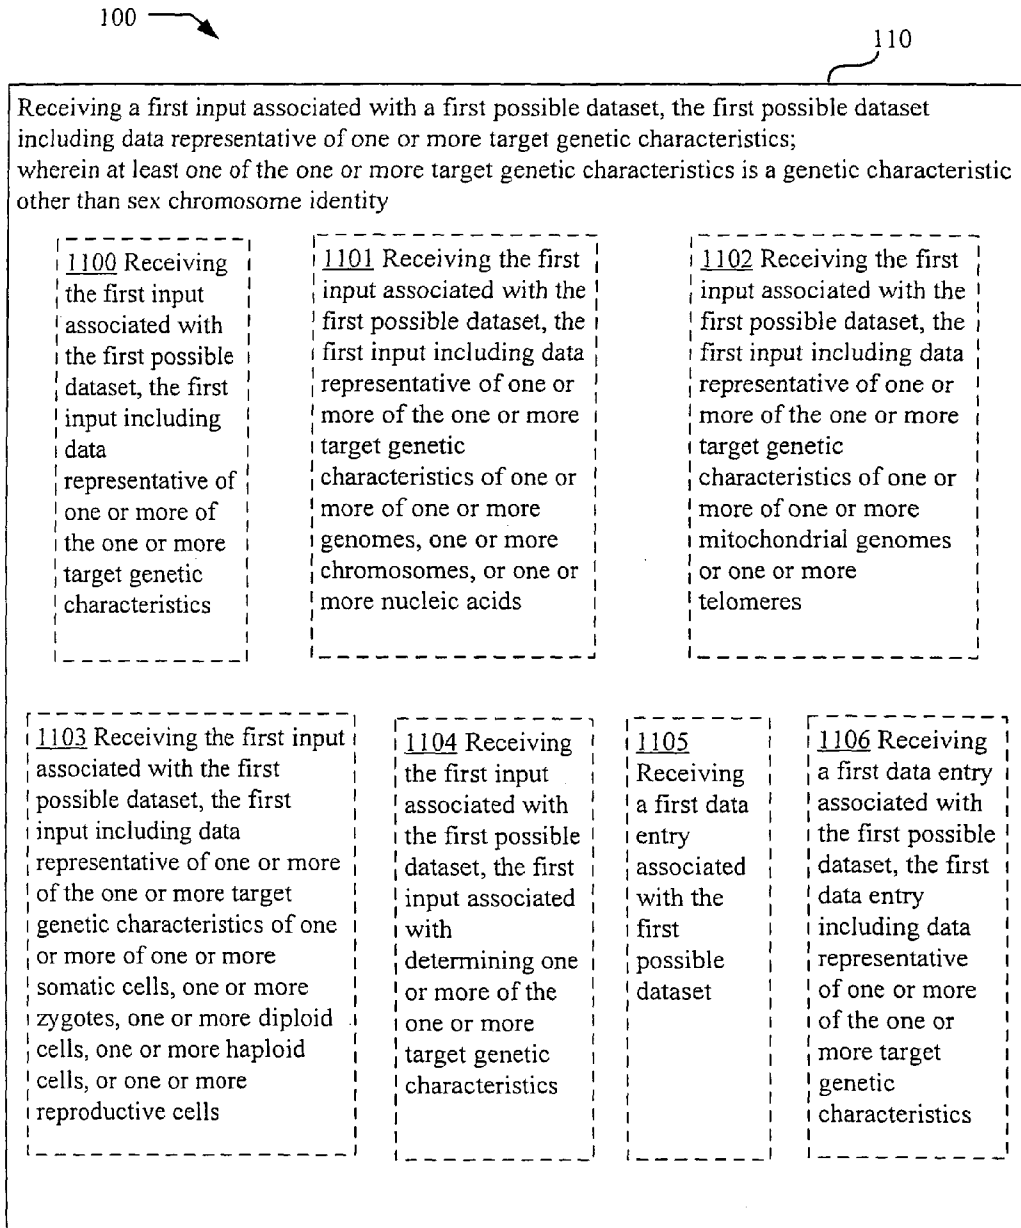 100
110
Receiving a first input associated with a first possible dataset, the first possible dataset
including data representative of one or more target genetic characteristics;
wherein at least one of the one or more target genetic characteristics is a genetic characteristic
other than sex chromosome identity
1100 Receiving
the first input
associated with
the first possible
dataset, the first
input including
data
representative of
one or more of
the one or more
target genetic
characteristics
1101 Receiving the first
input associated with the
first possible dataset, the
first input including data
representative of one or
more of the one or more
target genetic
characteristics of one or
more of one or more
genomes, one or more
chromosomes, or one or
more nucleic acids
1102 Receiving the first
input associated with the
first possible dataset, the
first input including data
representative of one or
more of the one or more
target genetic
characteristics of one or
more of one or more
mitochondrial genomes
or one or more
telomeres
1103 Receiving the first input
associated with the first
possible dataset, the first
input including data
representative of one or more
of the one or more target
genetic characteristics of one
or more of one or more
somatic cells, one or more
zygotes, one or more diploid
cells, one or more haploid
cells, or one or more
reproductive cells
1104 Receiving
the first input
associated with
the first possible
dataset, the first
input associated
with
determining one
or more of the
one or more
target genetic
characteristics
1105
Receiving
a first data
entry
associated
with the
first
possible
dataset
1106 Receiving
a first data entry
associated with
the first possible
dataset, the first
data entry
including data
representative
of one or more
of the one or
more target
genetic
characteristics